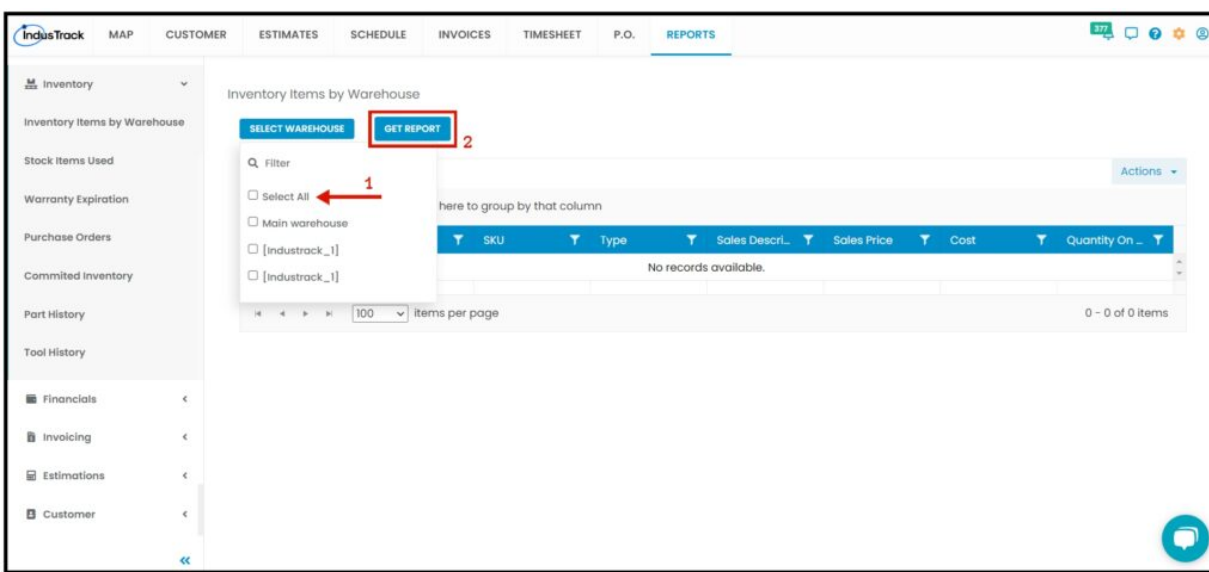 IndusTrack MAP CUSTOMER ESTIMATES SCHEDULE INVOICES TIMESHEET P.O. REPORTS 377
Inventory
Inventory Items by Warehouse
Stock Items Used
Warranty Expiration
Purchase Orders
Commited Inventory
Part History
Tool History
Financials
Invoicing
Estimations
Customer
Inventory Items by Warehouse
SELECT WAREHOUSE GET REPORT 2
Filter
Select All 1
Main warehouse
[Industrack_1]
[Industrack_1]
Actions
here to group by that column
SKU Type Sales Descri... Sales Price Cost Quantity On ...
No records available.
100 items per page 0 - 0 of 0 items